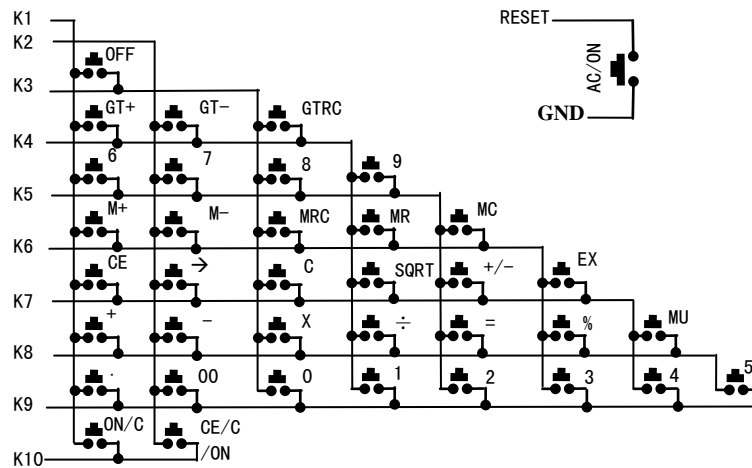 K1 RESET
K2
OFF AC/ON
K3
GT+ GT- GTRC GND
K4
6 7 8 9
K5
M+ M- MRC MR MC
K6
CE → C SQRT +/- EX
K7
+ - X ÷ = % MU
K8
. 00 0 1 2 3 4 5
K9
ON/C CE/C
/ON
K10